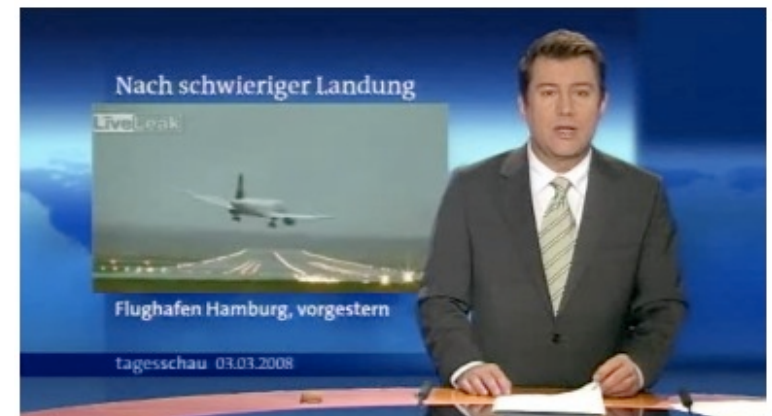 Nach schwieriger Landung
LiveLeak
Flughafen Hamburg, vorgestern
tagesschau 03.03.2008